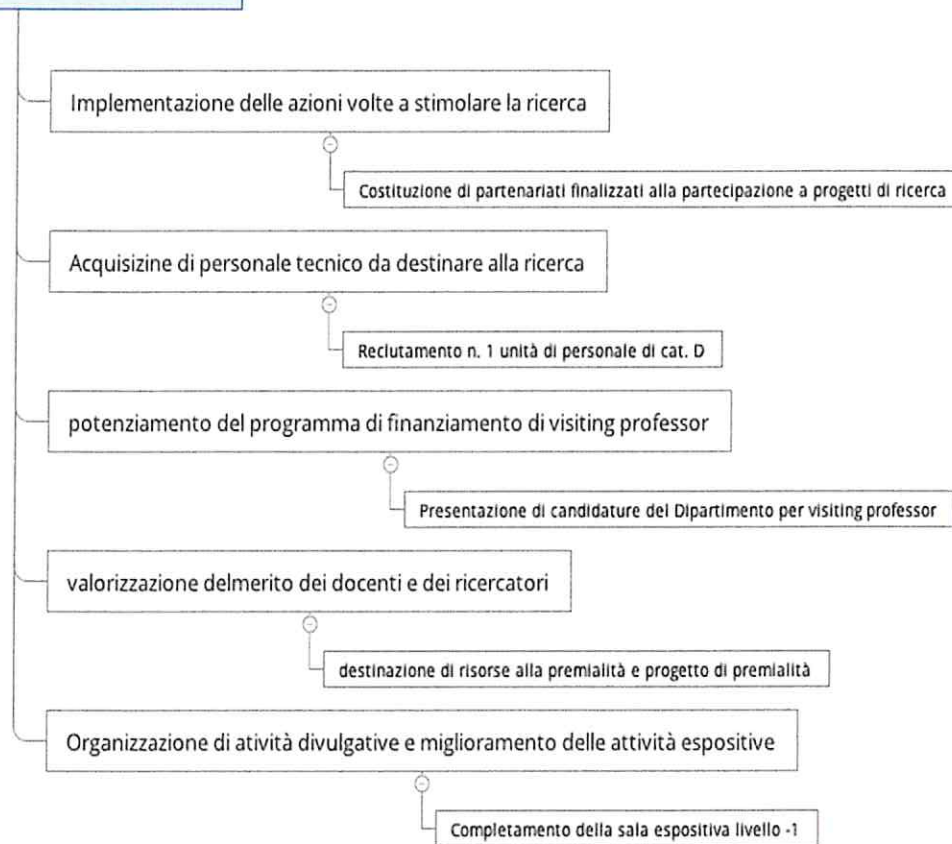 Implementazione delle azioni volte a stimolare la ricerca
Costituzione di partenariati finalizzati alla partecipazione a progetti di ricerca
Acquisizine di personale tecnico da destinare alla ricerca
Reclutamento n. 1 unità di personale di cat. D
potenziamento del programma di finanziamento di visiting professor
Presentazione di candidature del Dipartimento per visiting professor
valorizzazione delmerito dei docenti e dei ricercatori
destinazione di risorse alla premialità e progetto di premialità
Organizzazione di atività divulgative e miglioramento delle attività espositive
Completamento della sala espositiva livello -1